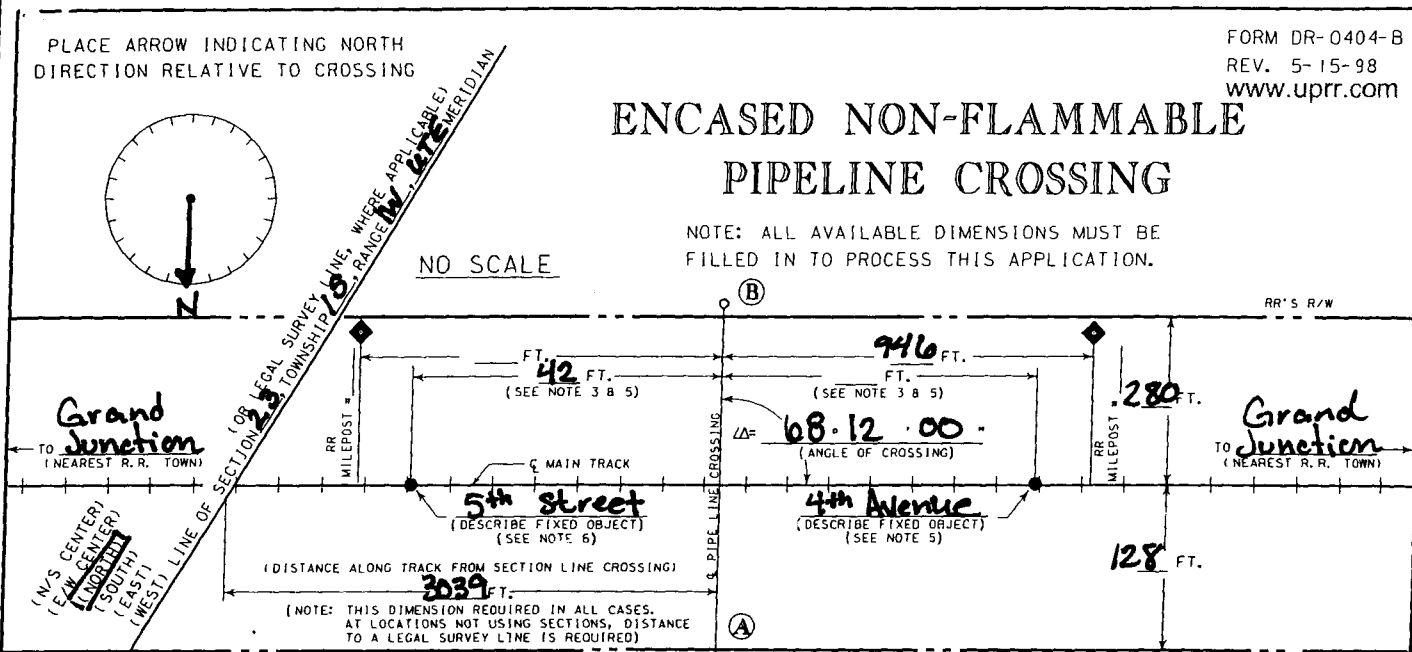 PLACE ARROW INDICATING NORTH
DIRECTION RELATIVE TO CROSSING
FORM DR-0404-B
REV. 5-15-98
www.uprr.com
ENCASED NON-FLAMMABLE
PIPELINE CROSSING
NOTE: ALL AVAILABLE DIMENSIONS MUST BE
FILLED IN TO PROCESS THIS APPLICATION.
NO SCALE
N
(OR LEGAL SURVEY LINE, WHERE APPLICABLE)
(WEST) LINE OF SECTION 23, TOWNSHIP 1S, RANGE 1W, UTE MERIDIAN
B
RR'S R/W
FT.
946 FT.
42 FT.
(SEE NOTE 3 & 5)
FT.
(SEE NOTE 3 & 5)
RR MILEPOST #
RR MILEPOST #
280 FT.
∠Δ= 68·12·00"
(ANGLE OF CROSSING)
Grand
TO Junction
(NEAREST R.R. TOWN)
Grand
TO Junction
(NEAREST R.R. TOWN)
℄ MAIN TRACK
℄ PIPE LINE CROSSING
5th Street
(DESCRIBE FIXED OBJECT)
(SEE NOTE 6)
4th Avenue
(DESCRIBE FIXED OBJECT)
(SEE NOTE 5)
128 FT.
(N/S CENTER)
(E/W CENTER)
(NORTH)
(SOUTH)
(EAST)
(DISTANCE ALONG TRACK FROM SECTION LINE CROSSING)
3039 FT.
(NOTE: THIS DIMENSION REQUIRED IN ALL CASES.
AT LOCATIONS NOT USING SECTIONS, DISTANCE
TO A LEGAL SURVEY LINE IS REQUIRED)
A